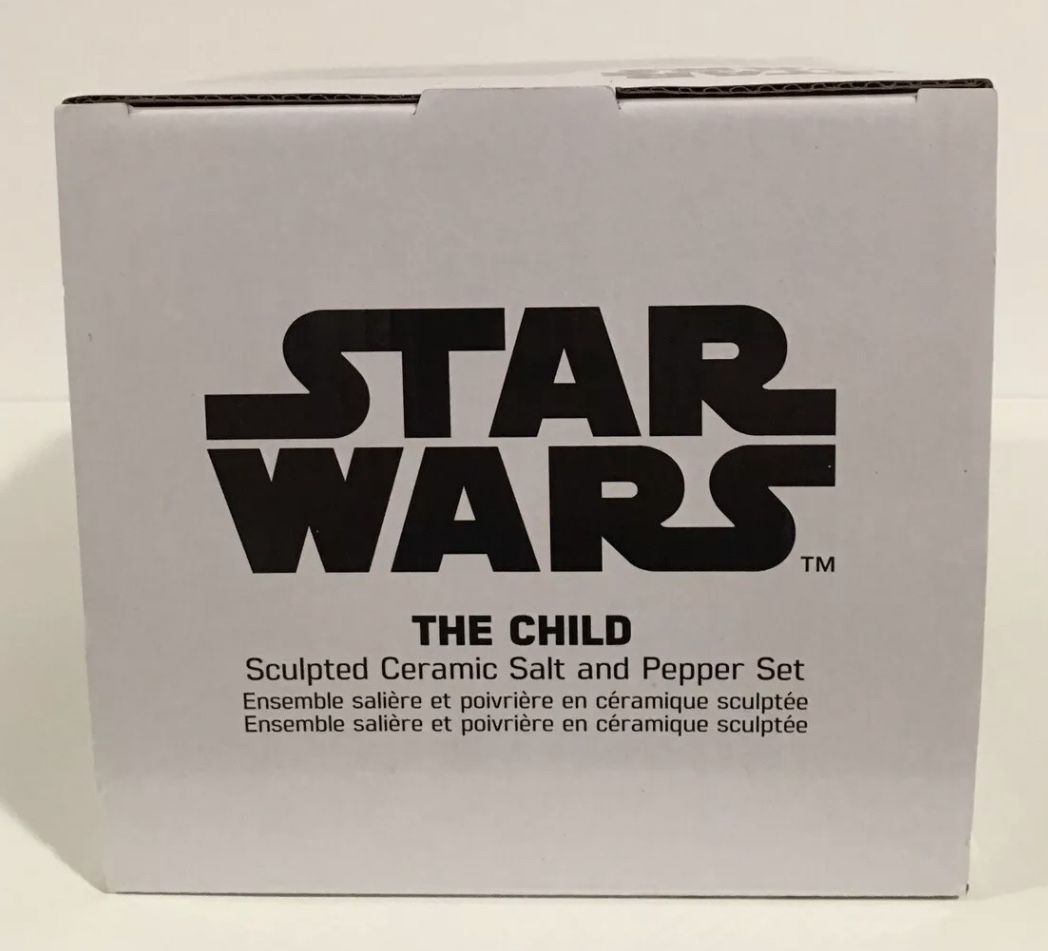 STAR
WARS TM
THE CHILD
Sculpted Ceramic Salt and Pepper Set
Ensemble salière et poivrière en céramique sculptée
Ensemble salière et poivrière en céramique sculptée